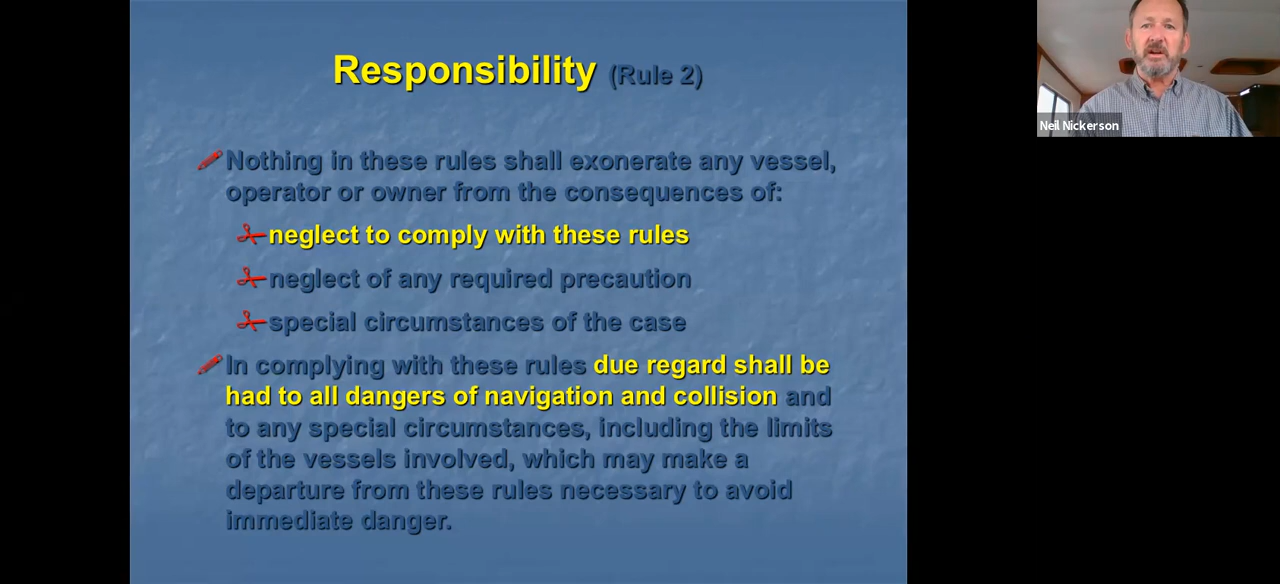 Responsibility (Rule 2)
Nothing in these rules shall exonerate any vessel,
operator or owner from the consequences of:
neglect to comply with these rules
neglect of any required precaution
special circumstances of the case
In complying with these rules due regard shall be
had to all dangers of navigation and collision and
to any special circumstances, including the limits
of the vessels involved, which may make a
departure from these rules necessary to avoid
immediate danger.
Neil Nickerson